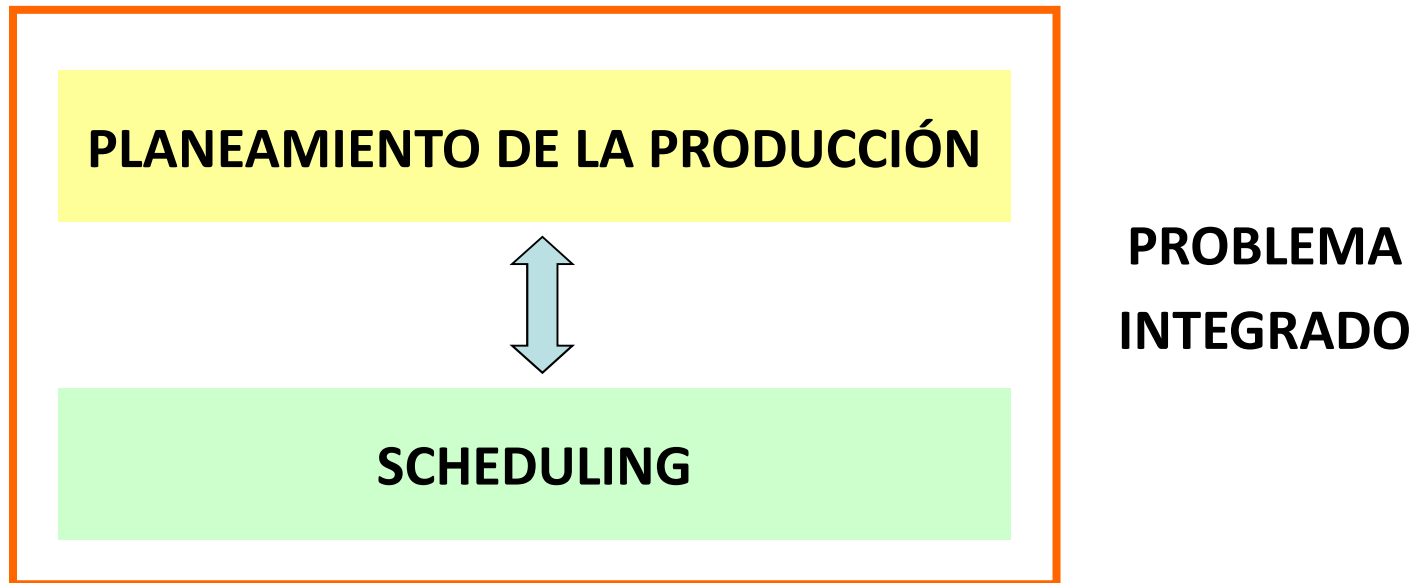 PLANEAMIENTO DE LA PRODUCCIÓN
PROBLEMA
INTEGRADO
SCHEDULING